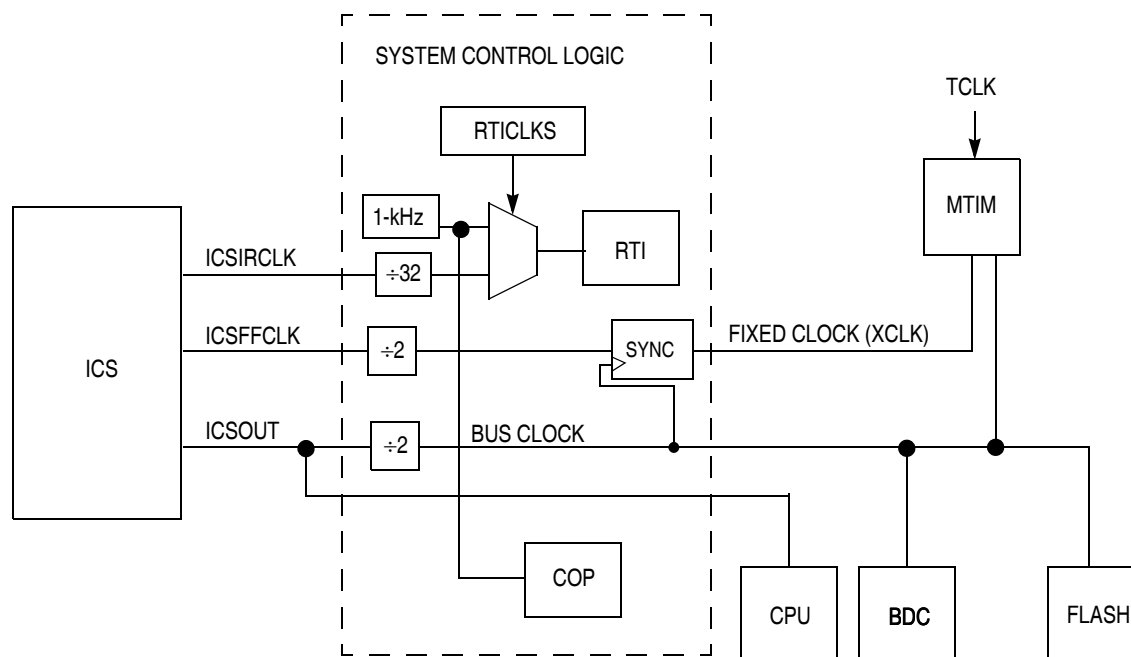 SYSTEM CONTROL LOGIC
TCLK
RTICLKS
MTIM
1-kHz
RTI
ICSIRCLK
÷32
ICSFFCLK
÷2
SYNC
FIXED CLOCK (XCLK)
ICS
ICSOUT
÷2
BUS CLOCK
COP
CPU
BDC
FLASH